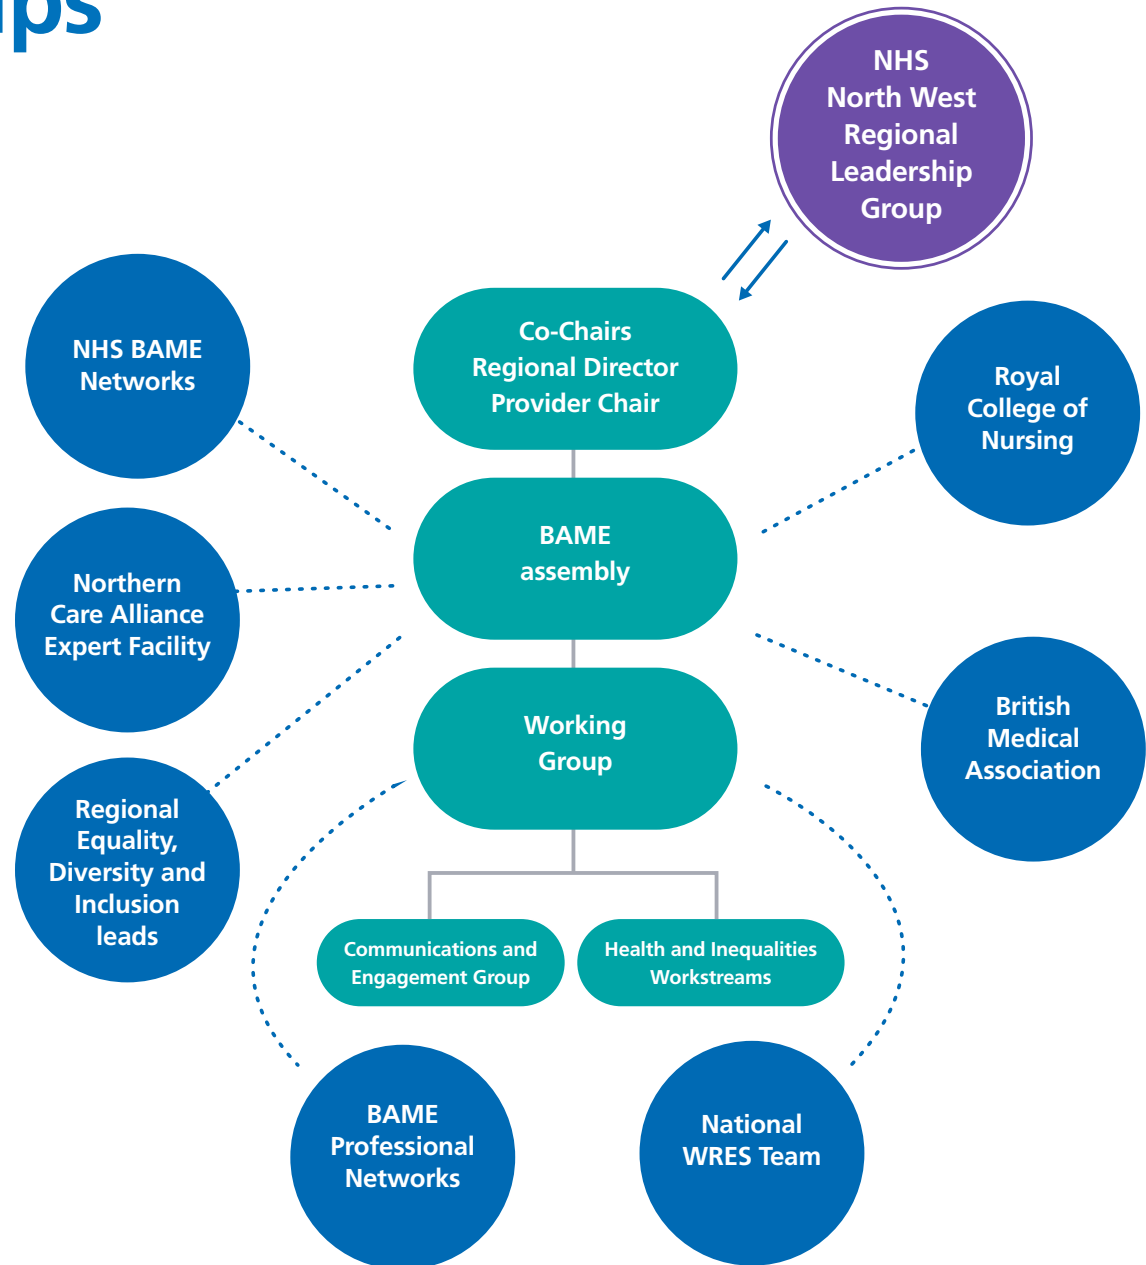 NHS
North West
Regional
Leadership
Group
Co-Chairs
Regional Director
Provider Chair
NHS BAME
Networks
Royal
College of
Nursing
BAME
assembly
Northern
Care Alliance
Expert Facility
Working
Group
British
Medical
Association
Regional
Equality,
Diversity and
Inclusion
leads
Communications and
Engagement Group
Health and Inequalities
Workstreams
BAME
Professional
Networks
National
WRES Team